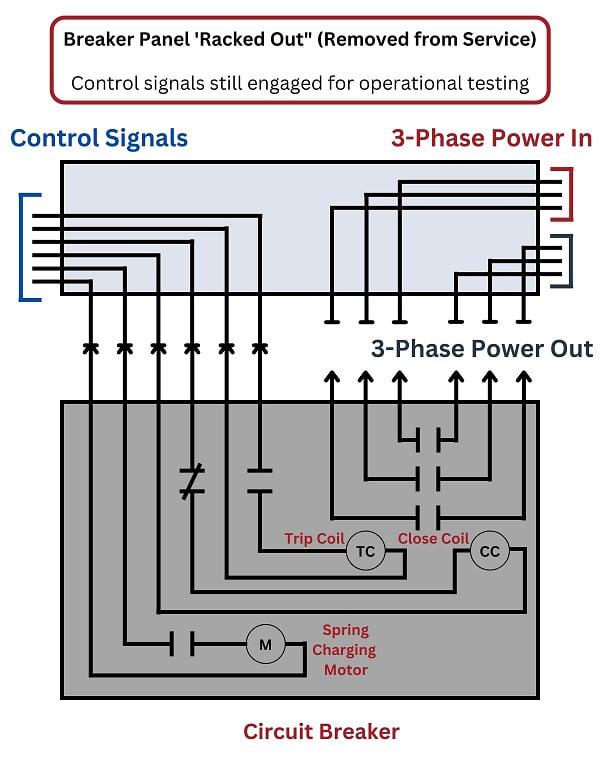 Breaker Panel 'Racked Out" (Removed from Service)
Control signals still engaged for operational testing
Control Signals
3-Phase Power In
3-Phase Power Out
Trip Coil
TC
Close Coil
CC
M
Spring
Charging
Motor
Circuit Breaker